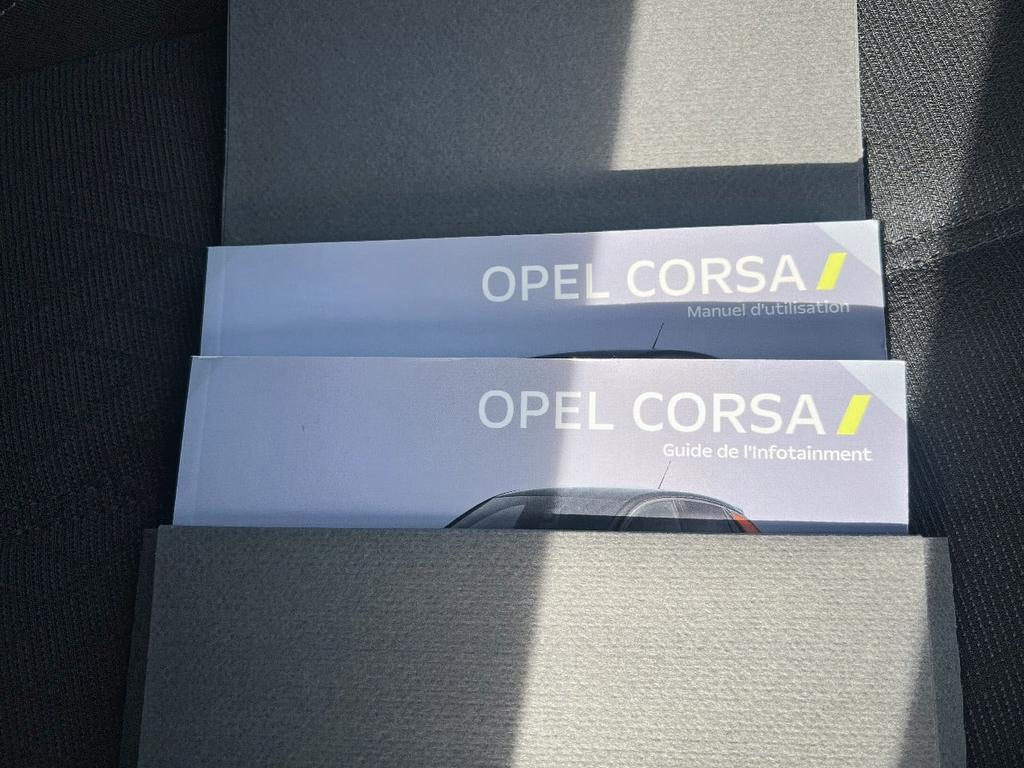 OPEL CORSA
Manuel d'utilisation
OPEL CORSA
Guide de l'Infotainment